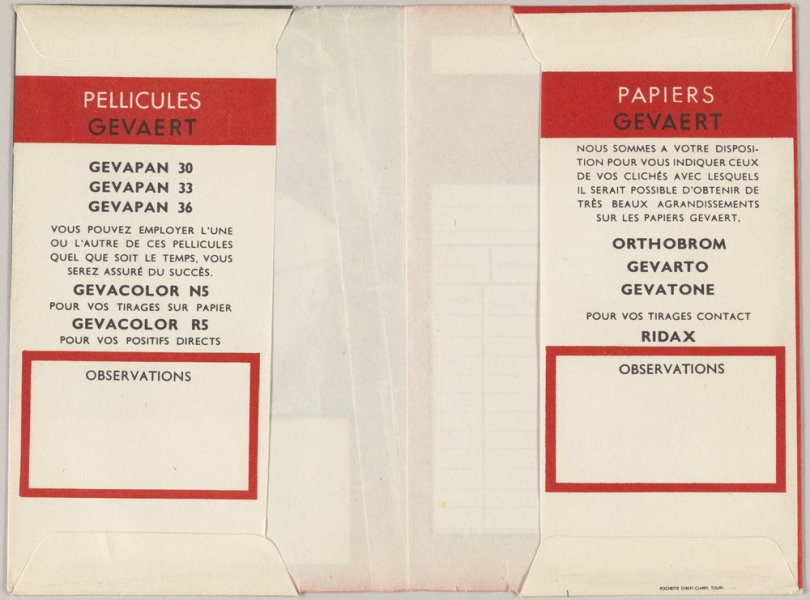 PELLICULES
GEVAERT
GEVAPAN 30
GEVAPAN 33
GEVAPAN 36
VOUS POUVEZ EMPLOYER L'UNE
OU L'AUTRE DE CES PELLICULES
QUEL QUE SOIT LE TEMPS, VOUS
SEREZ ASSURÉ DU SUCCÈS.
GEVACOLOR N5
POUR VOS TIRAGES SUR PAPIER
GEVACOLOR R5
POUR VOS POSITIFS DIRECTS
OBSERVATIONS
PAPIERS
GEVAERT
NOUS SOMMES A VOTRE DISPOSI-
TION POUR VOUS INDIQUER CEUX
DE VOS CLICHÉS AVEC LESQUELS
IL SERAIT POSSIBLE D'OBTENIR DE
TRÈS BEAUX AGRANDISSEMENTS
SUR LES PAPIERS GEVAERT.
ORTHOBROM
GEVARTO
GEVATONE
POUR VOS TIRAGES CONTACT
RIDAX
OBSERVATIONS
POCHETTE GIBERT-CLAREY, TOURS